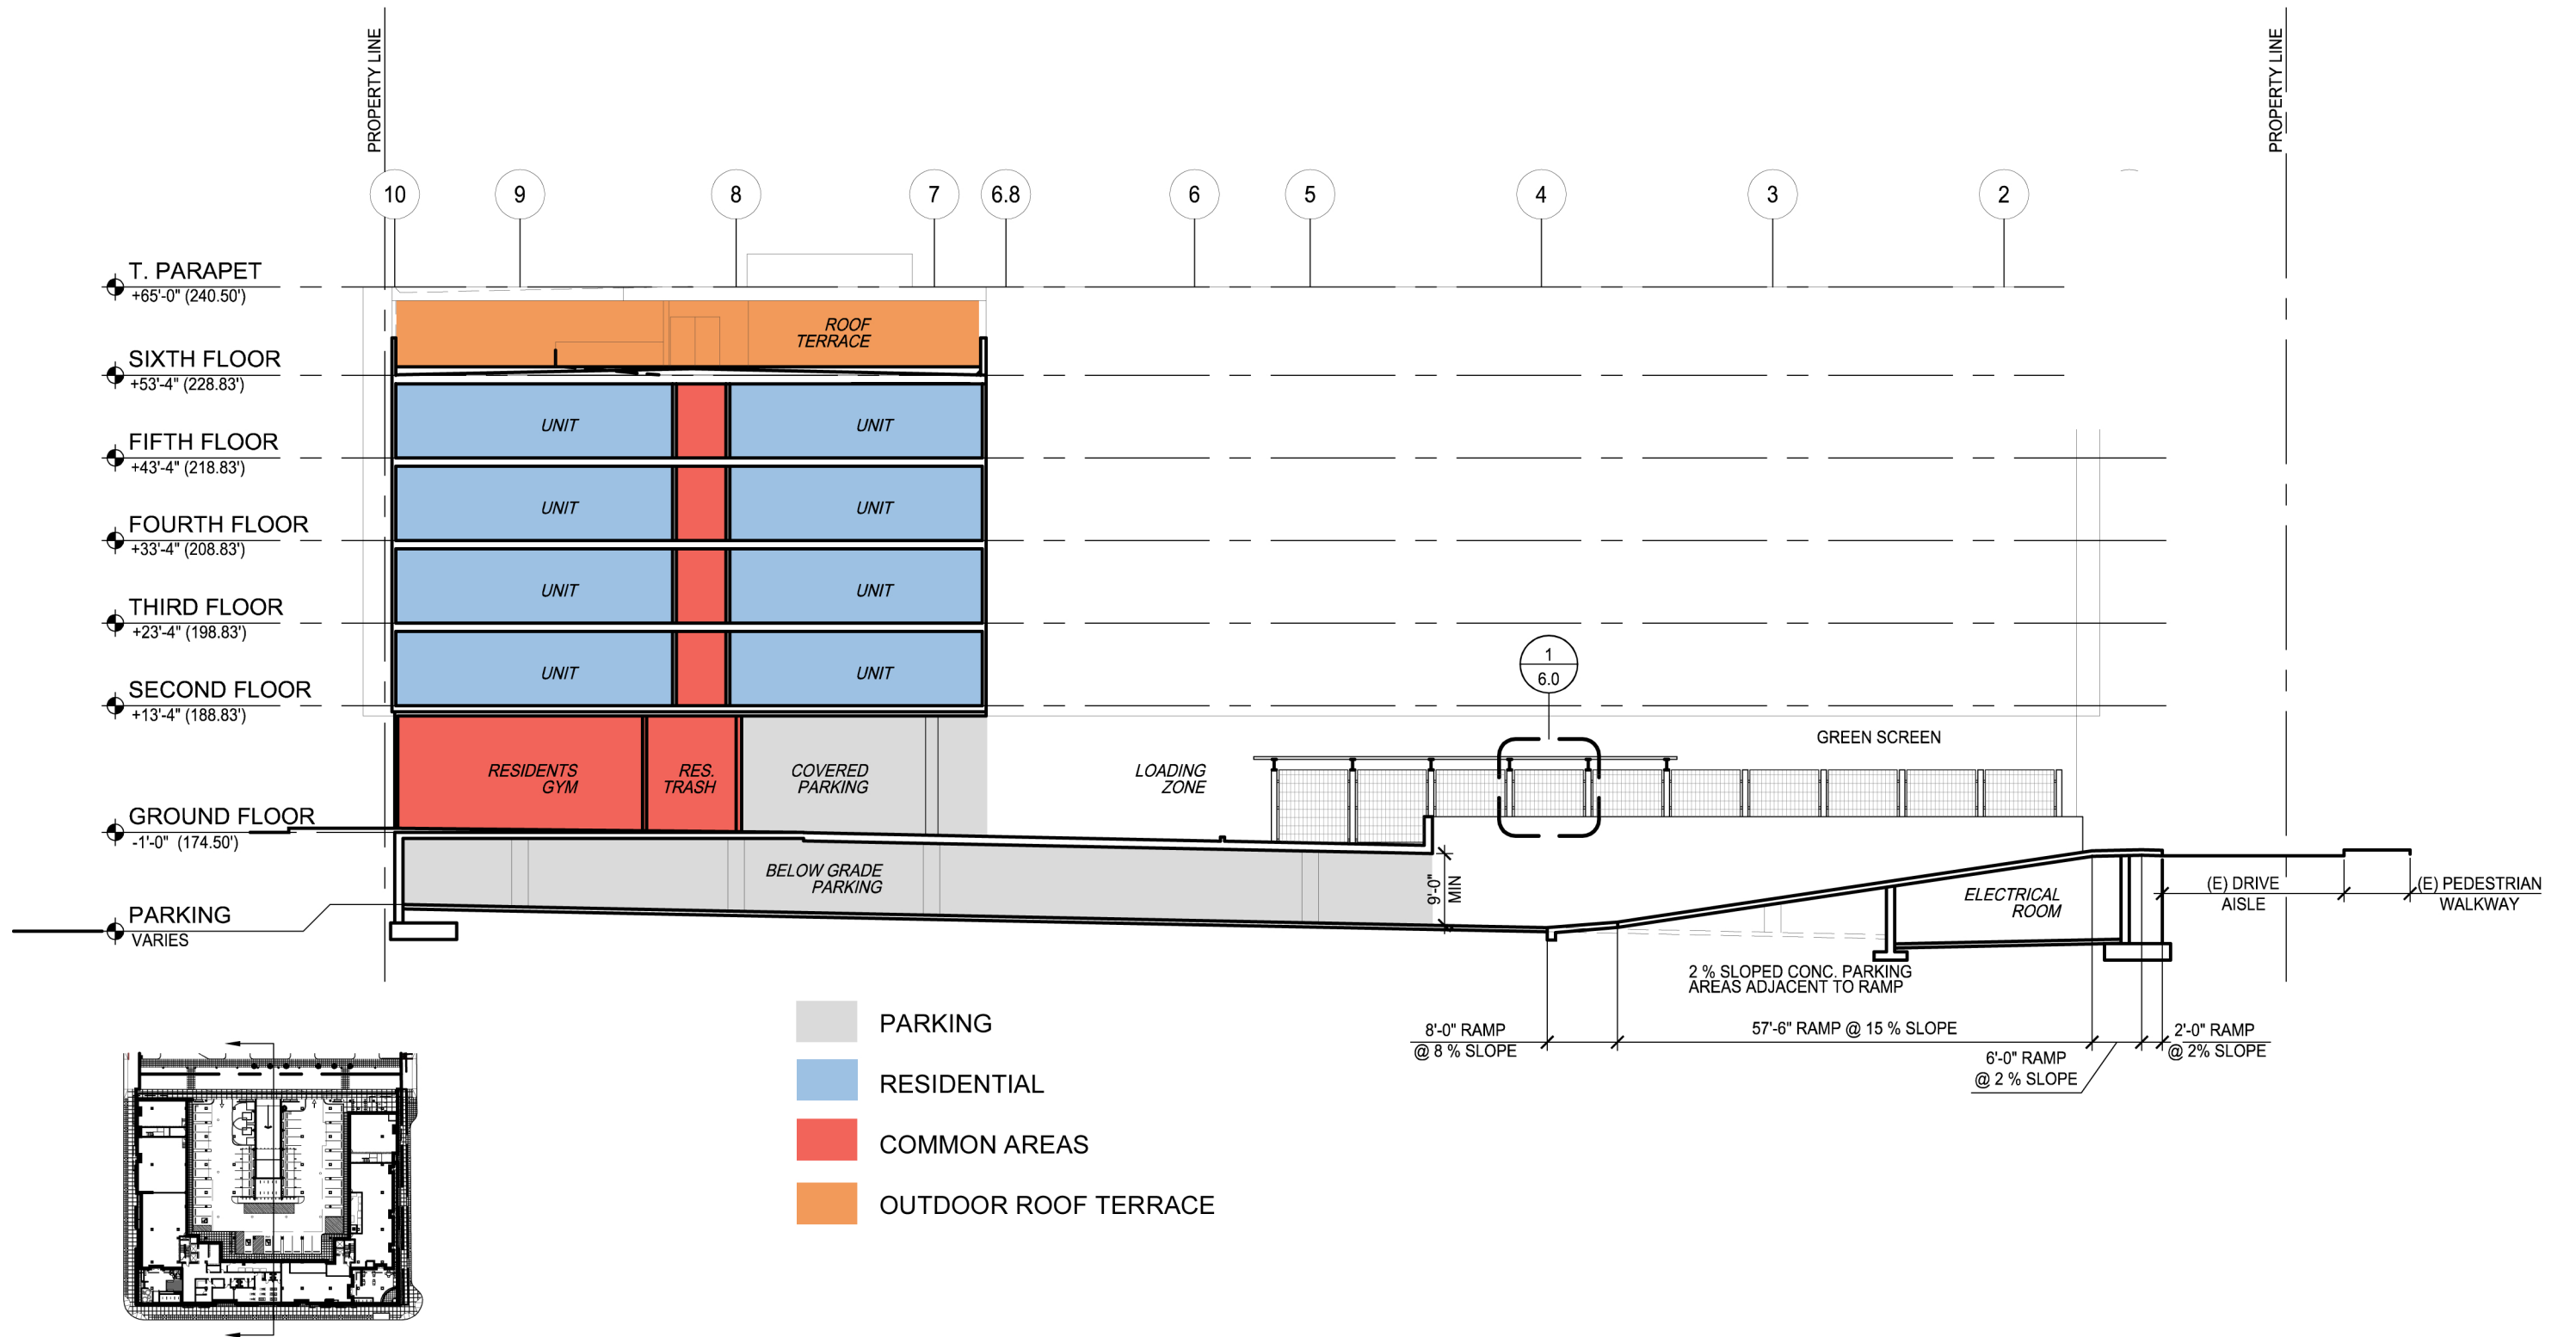 PROPERTY LINE
PROPERTY LINE
10
9
8
7
6.8
6
5
4
3
2
T. PARAPET
+65'-0" (240.50')
SIXTH FLOOR
+53'-4" (228.83')
FIFTH FLOOR
+43'-4" (218.83')
FOURTH FLOOR
+33'-4" (208.83')
THIRD FLOOR
+23'-4" (198.83')
SECOND FLOOR
+13'-4" (188.83')
GROUND FLOOR
-1'-0" (174.50')
PARKING
VARIES
ROOF
TERRACE
UNIT
UNIT
UNIT
UNIT
UNIT
UNIT
UNIT
UNIT
RESIDENTS
GYM
RES.
TRASH
COVERED
PARKING
LOADING
ZONE
1
6.0
GREEN SCREEN
BELOW GRADE
PARKING
9'-0"
MIN
ELECTRICAL
ROOM
(E) DRIVE
AISLE
(E) PEDESTRIAN
WALKWAY
2 % SLOPED CONC. PARKING
AREAS ADJACENT TO RAMP
8'-0" RAMP
@ 8 % SLOPE
57'-6" RAMP @ 15 % SLOPE
6'-0" RAMP
@ 2 % SLOPE
2'-0" RAMP
@ 2% SLOPE
PARKING
RESIDENTIAL
COMMON AREAS
OUTDOOR ROOF TERRACE